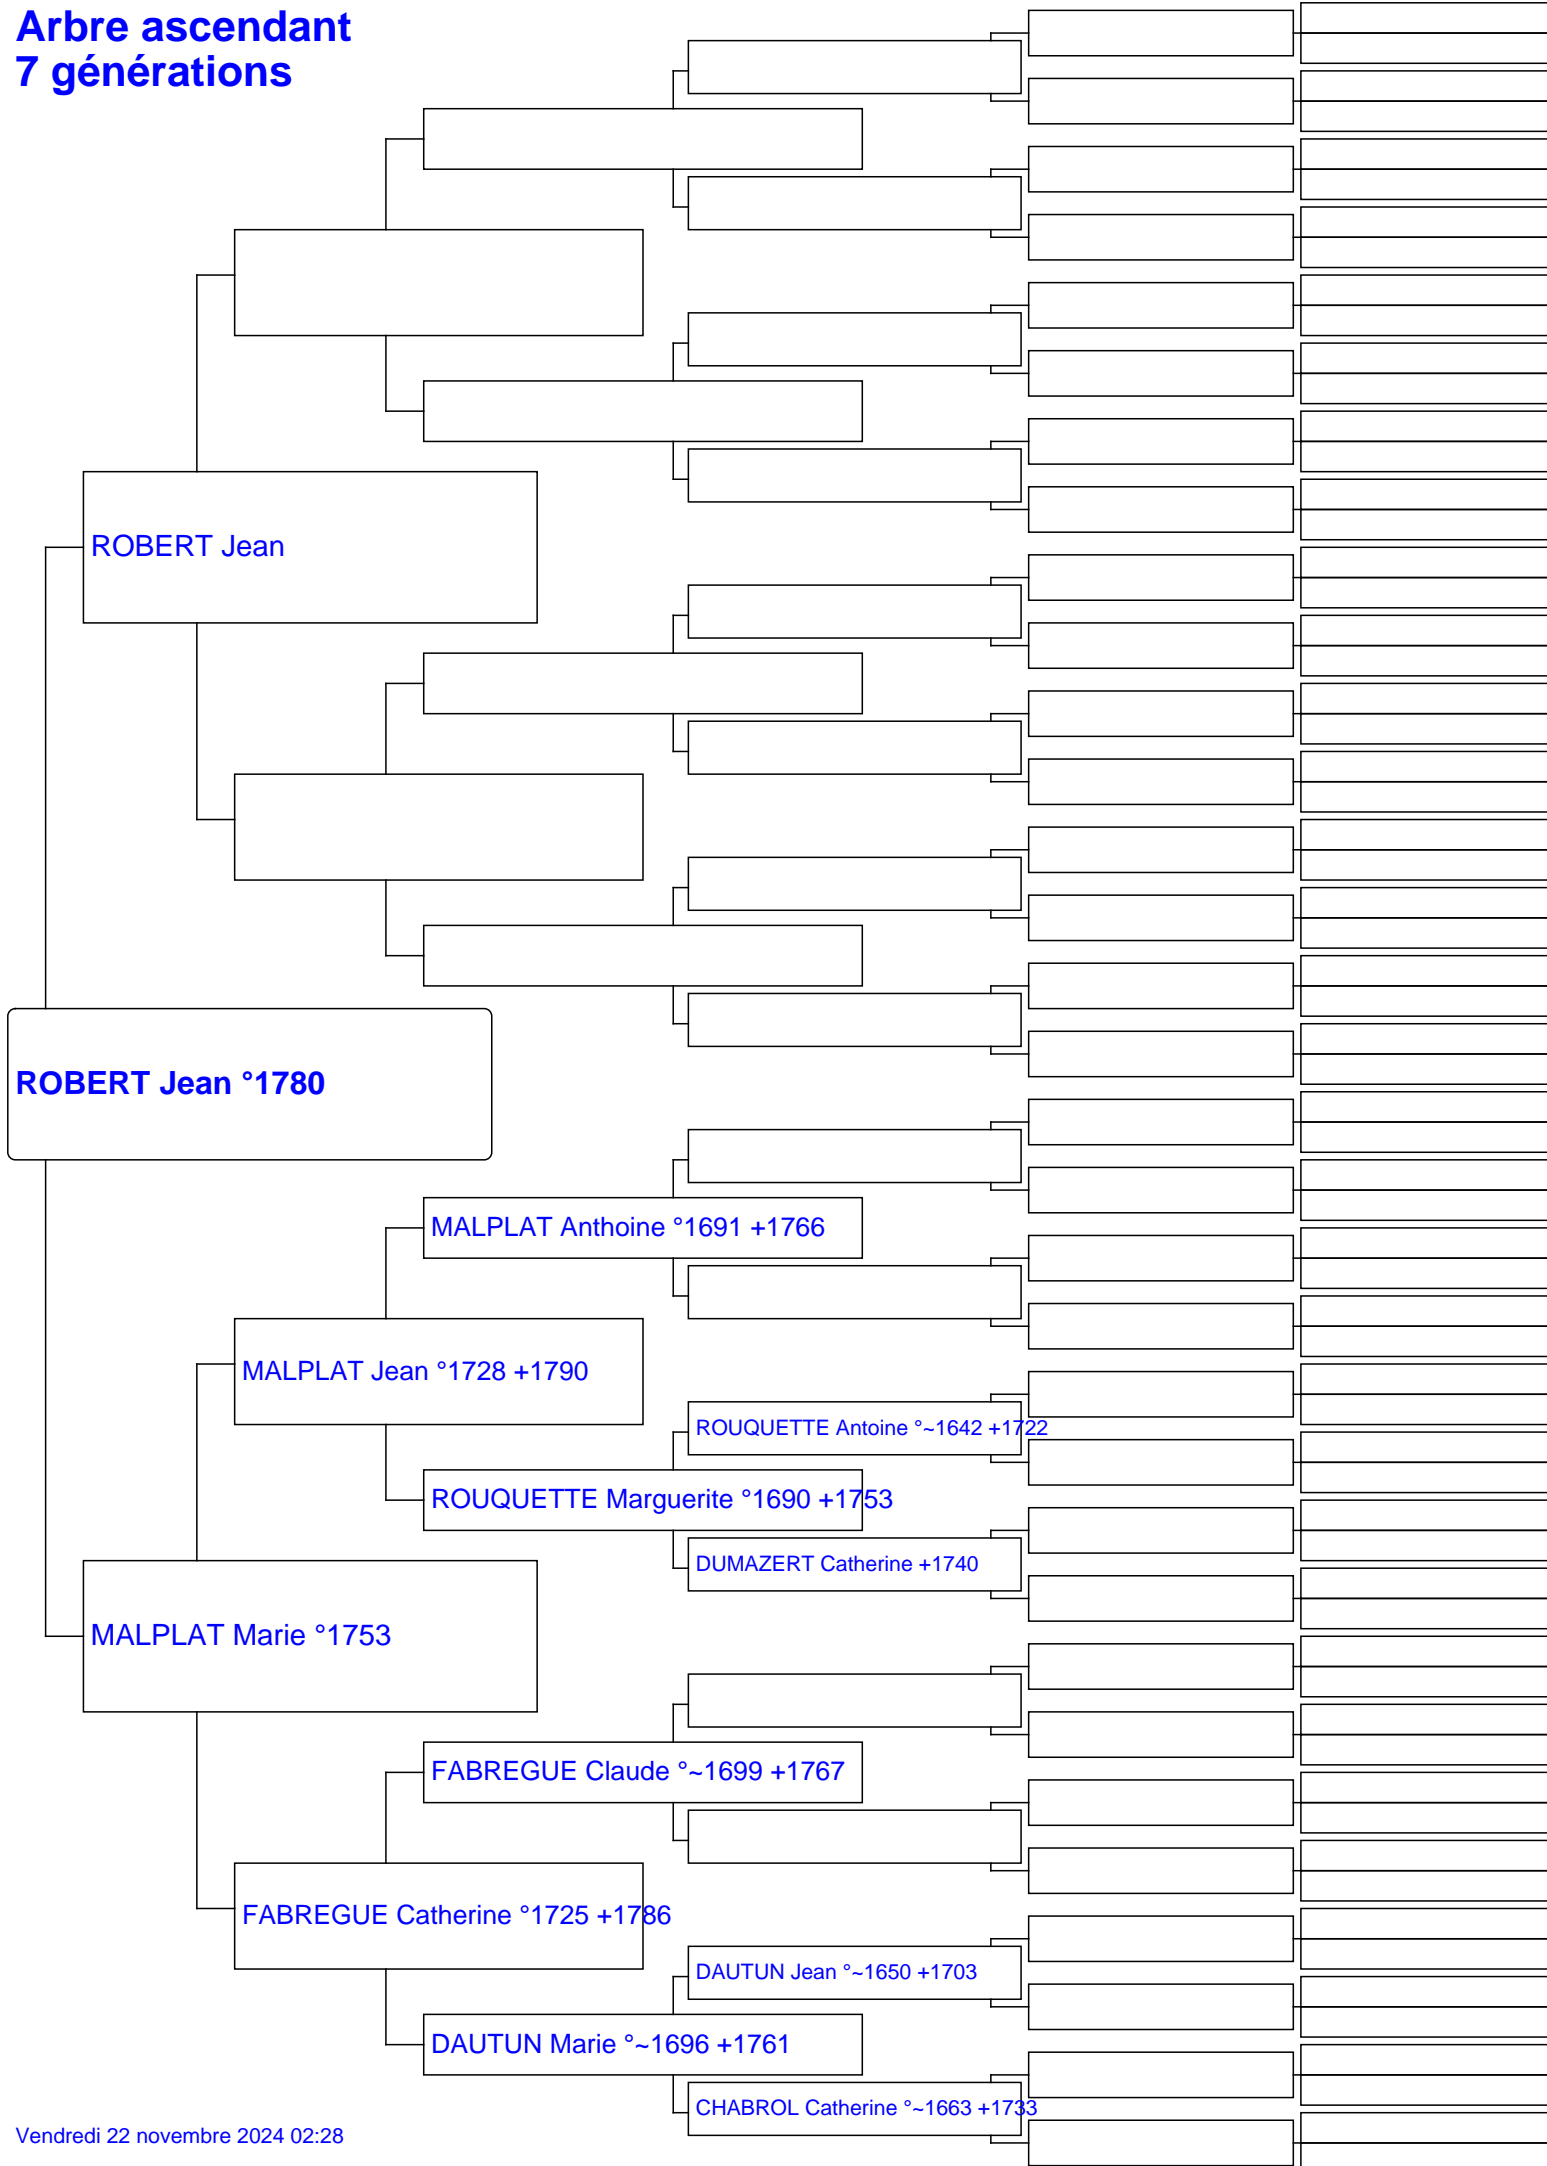 Arbre ascendant
7 générations
ROBERT Jean
ROBERT Jean °1780
MALPLAT Anthoine °1691 +1766
MALPLAT Jean °1728 +1790
ROUQUETTE Antoine °~1642 +1722
ROUQUETTE Marguerite °1690 +1753
DUMAZERT Catherine +1740
MALPLAT Marie °1753
FABREGUE Claude °~1699 +1767
FABREGUE Catherine °1725 +1786
DAUTUN Jean °~1650 +1703
DAUTUN Marie °~1696 +1761
CHABROL Catherine °~1663 +1733
Vendredi 22 novembre 2024 02:28